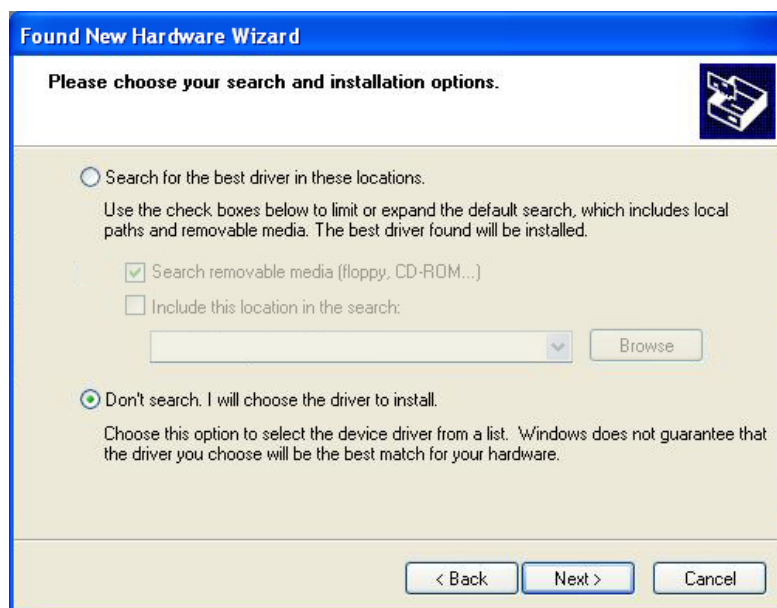 Found New Hardware Wizard
Please choose your search and installation options.
Search for the best driver in these locations.
Use the check boxes below to limit or expand the default search, which includes local
paths and removable media. The best driver found will be installed.
Search removable media (floppy, CD-ROM...)
Include this location in the search:
Browse
Don't search. I will choose the driver to install.
Choose this option to select the device driver from a list. Windows does not guarantee that
the driver you choose will be the best match for your hardware.
< Back Next > Cancel